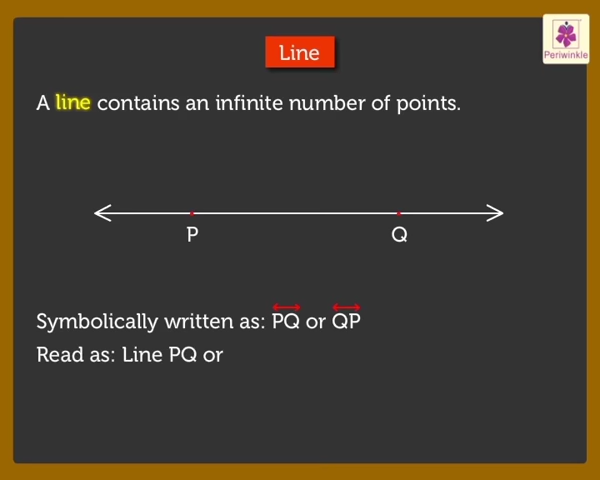 Line
Periwinkle
A line contains an infinite number of points.
P Q
Symbolically written as: PQ or QP
Read as: Line PQ or